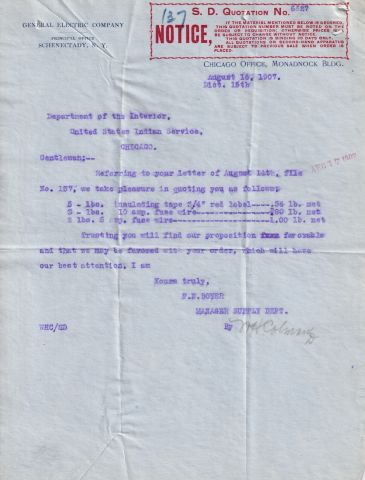 GENERAL ELECTRIC COMPANY
PRINCIPAL OFFICE
SCHENECTADY, N. Y.
137
S. D. QUOTATION No.
NOTICE,
IF THE MATERIAL MENTIONED BELOW IS ORDERED,
THIS QUOTATION NUMBER MUST BE NOTED ON THE
ORDER OR REQUISITION; OTHERWISE PRICES
BE SUBJECT TO CHANGE WITHOUT NOTICE.
THIS QUOTATION IS BINDING DAYS ONLY.
ALL QUOTATIONS ON SECOND-HAND APPARATUS
ARE SUBJECT TO PREVIOUS SALE WHEN ORDER IS
PLACED.
CHICAGO OFFICE, MONADNOCK BLDG.
August 16, 1907.
Dist. 15th
Department of the Interior,
United States Indian Service,
CHICAGO.
Gentlemen;--
Referring to your letter of August 14th, file
AUG 17 1907
No. 137, we take pleasure in quoting you as follows;
5 - lbs. insulating tape 3/4" red label---- .56 lb. net
5 - lbs. 10 amp. fuse wire---------- .80 lb. net
1 lbs. 5 amp. fuse wire------------1.00 lb. net
Trusting you will find our proposition favorable
and that we may be favored with your order, which will have
our best attention, I am
Yours truly,
F.N. BOYER
MANAGER SUPPLY DEPT.
WHC/ED
By WH Colman